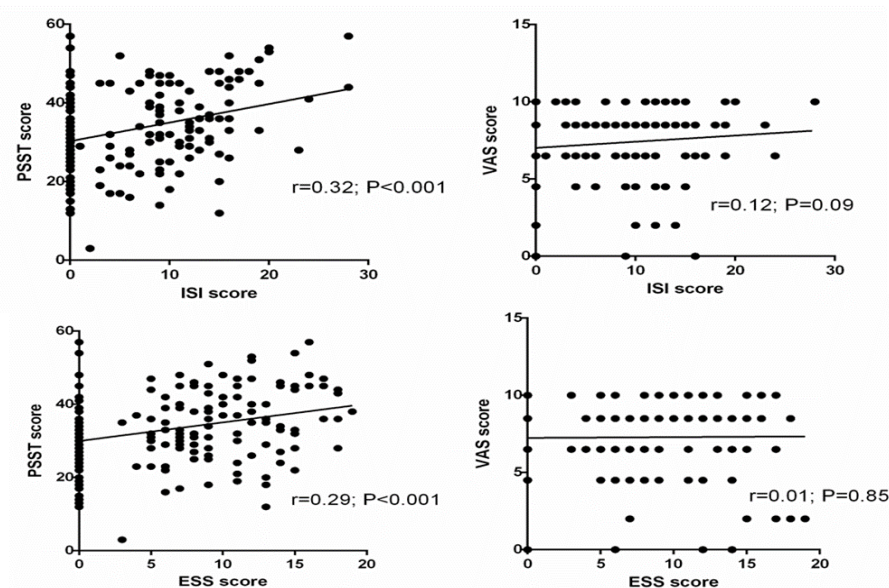 60
40
20
0
PSST score
0
10
20
30
ISI score
r=0.32; P<0.001
15
10
5
0
VAS score
0
10
20
30
ISI score
r=0.12; P=0.09
60
40
20
0
PSST score
0
5
10
15
20
ESS score
r=0.29; P<0.001
15
10
5
0
VAS score
0
5
10
15
20
ESS score
r=0.01; P=0.85